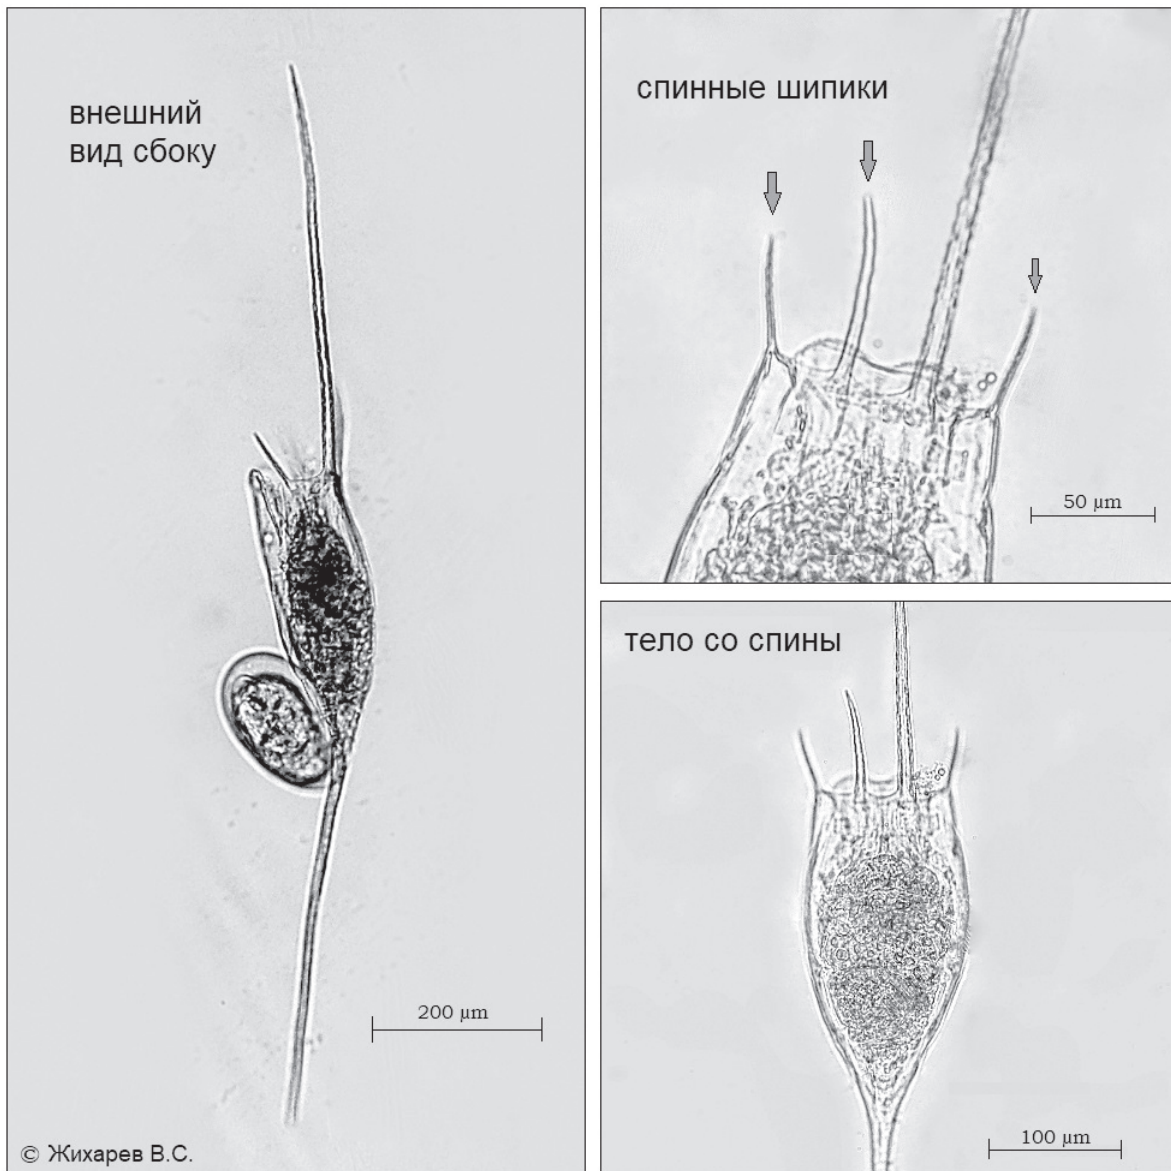 внешний
вид сбоку
200 µm
© Жихарев В.С.
спинные шипики
50 µm
тело со спины
100 µm